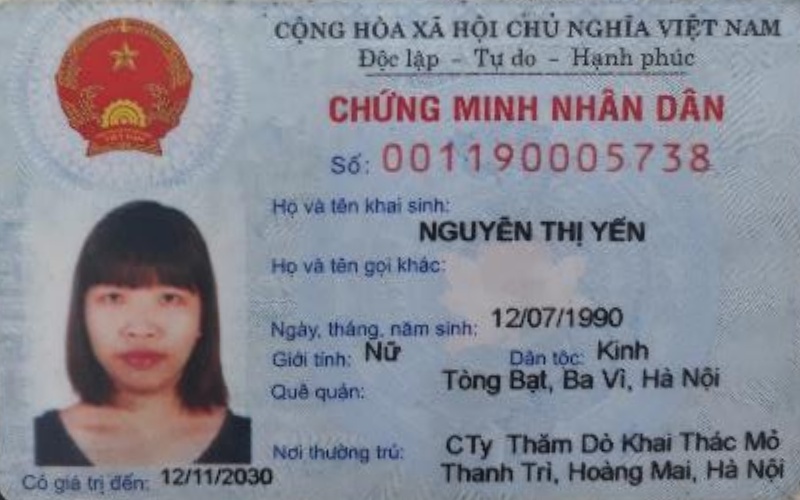 CỘNG HÒA XÃ HỘI CHỦ NGHĨA VIỆT NAM
Độc lập - Tự do - Hạnh phúc
CHỨNG MINH NHÂN DÂN
Số: 001190005738
Họ và tên khai sinh:
NGUYỄN THỊ YẾN
Họ và tên gọi khác:
Ngày, tháng, năm sinh: 12/07/1990
Giới tính: Nữ Dân tộc: Kinh
Quê quán: Tòng Bạt, Ba Vì, Hà Nội
Nơi thường trú: CTy Thăm Dò Khai Thác Mỏ
Thanh Trì, Hoàng Mai, Hà Nội
Có giá trị đến: 12/11/2030